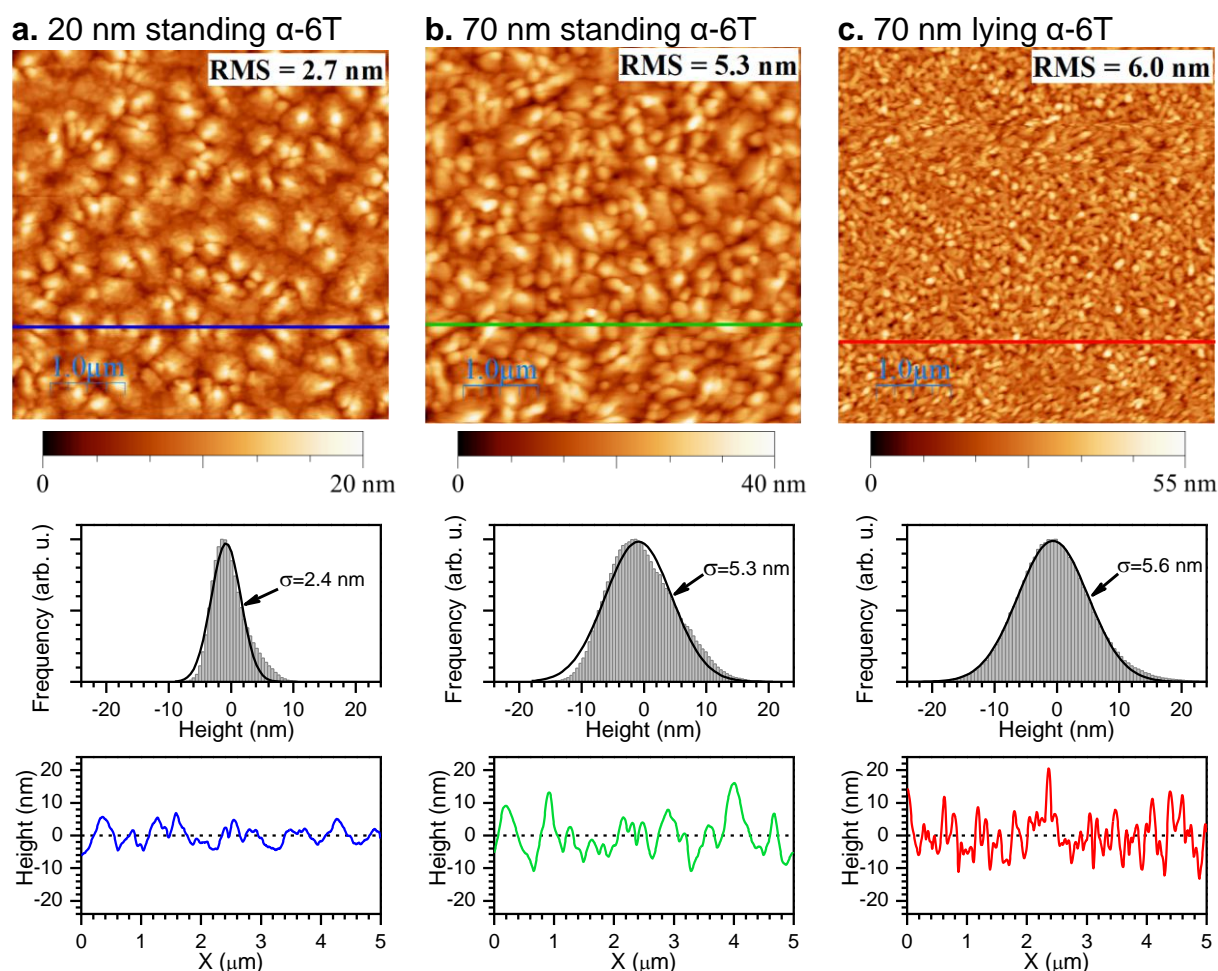 a. 20 nm standing α-6T
b. 70 nm standing α-6T
c. 70 nm lying α-6T
RMS = 2.7 nm
RMS = 5.3 nm
RMS = 6.0 nm
1.0μm
1.0μm
1.0μm
0 20 nm
0 40 nm
0 55 nm
Frequency (arb. u.)
σ=2.4 nm
-20 -10 0 10 20
Height (nm)
Frequency (arb. u.)
σ=5.3 nm
-20 -10 0 10 20
Height (nm)
Frequency (arb. u.)
σ=5.6 nm
-20 -10 0 10 20
Height (nm)
Height (nm)
20
10
0
-10
-20
0 1 2 3 4 5
X (μm)
Height (nm)
20
10
0
-10
-20
0 1 2 3 4 5
X (μm)
Height (nm)
20
10
0
-10
-20
0 1 2 3 4 5
X (μm)